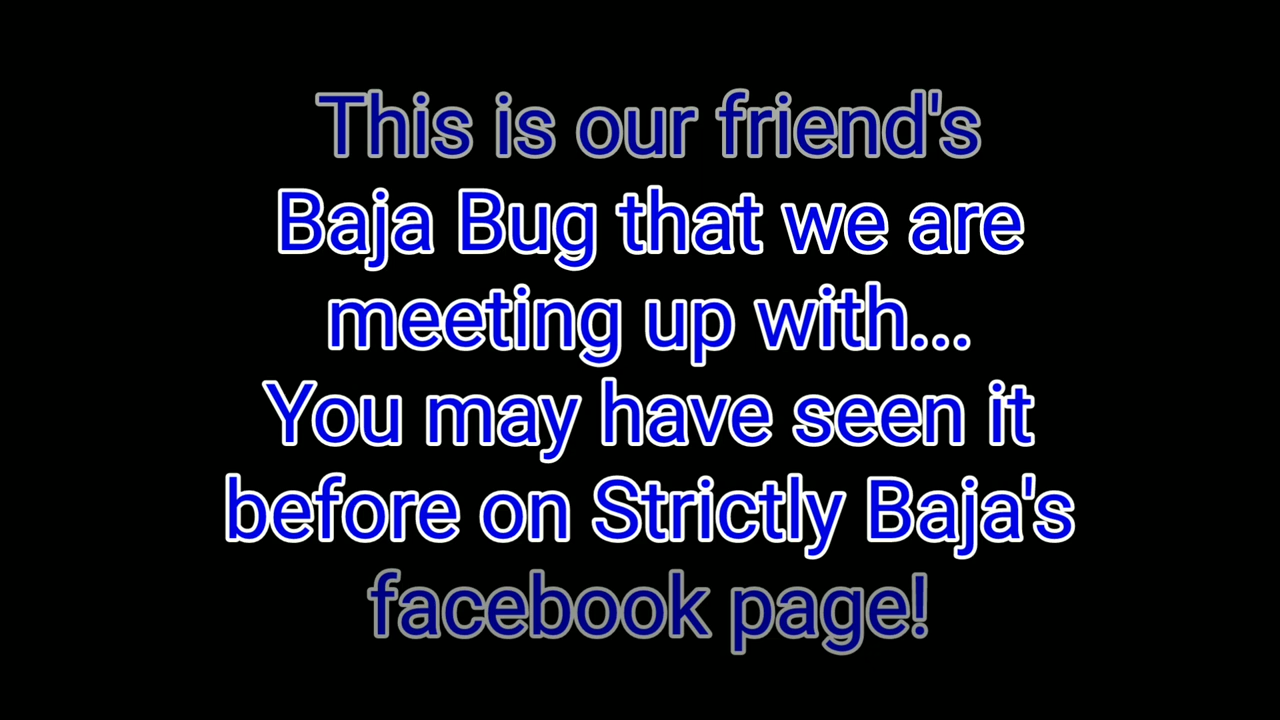 This is our friend's
Baja Bug that we are
meeting up with...
You may have seen it
before on Strictly Baja's
facebook page!